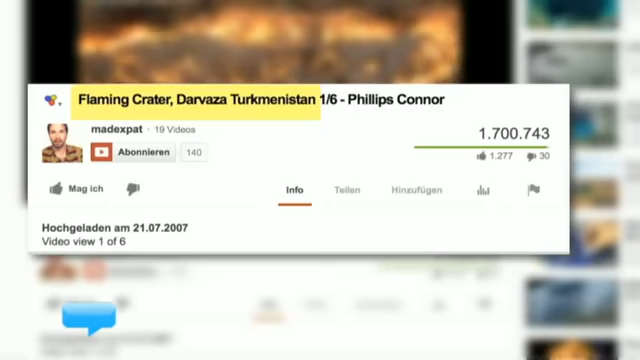 Flaming Crater, Darvaza Turkmenistan 1/6 - Phillips Connor
madexpat · 19 Videos
Abonnieren 140
1.700.743
1.277 30
Mag ich
Info Teilen Hinzufügen
Hochgeladen am 21.07.2007
Video view 1 of 6